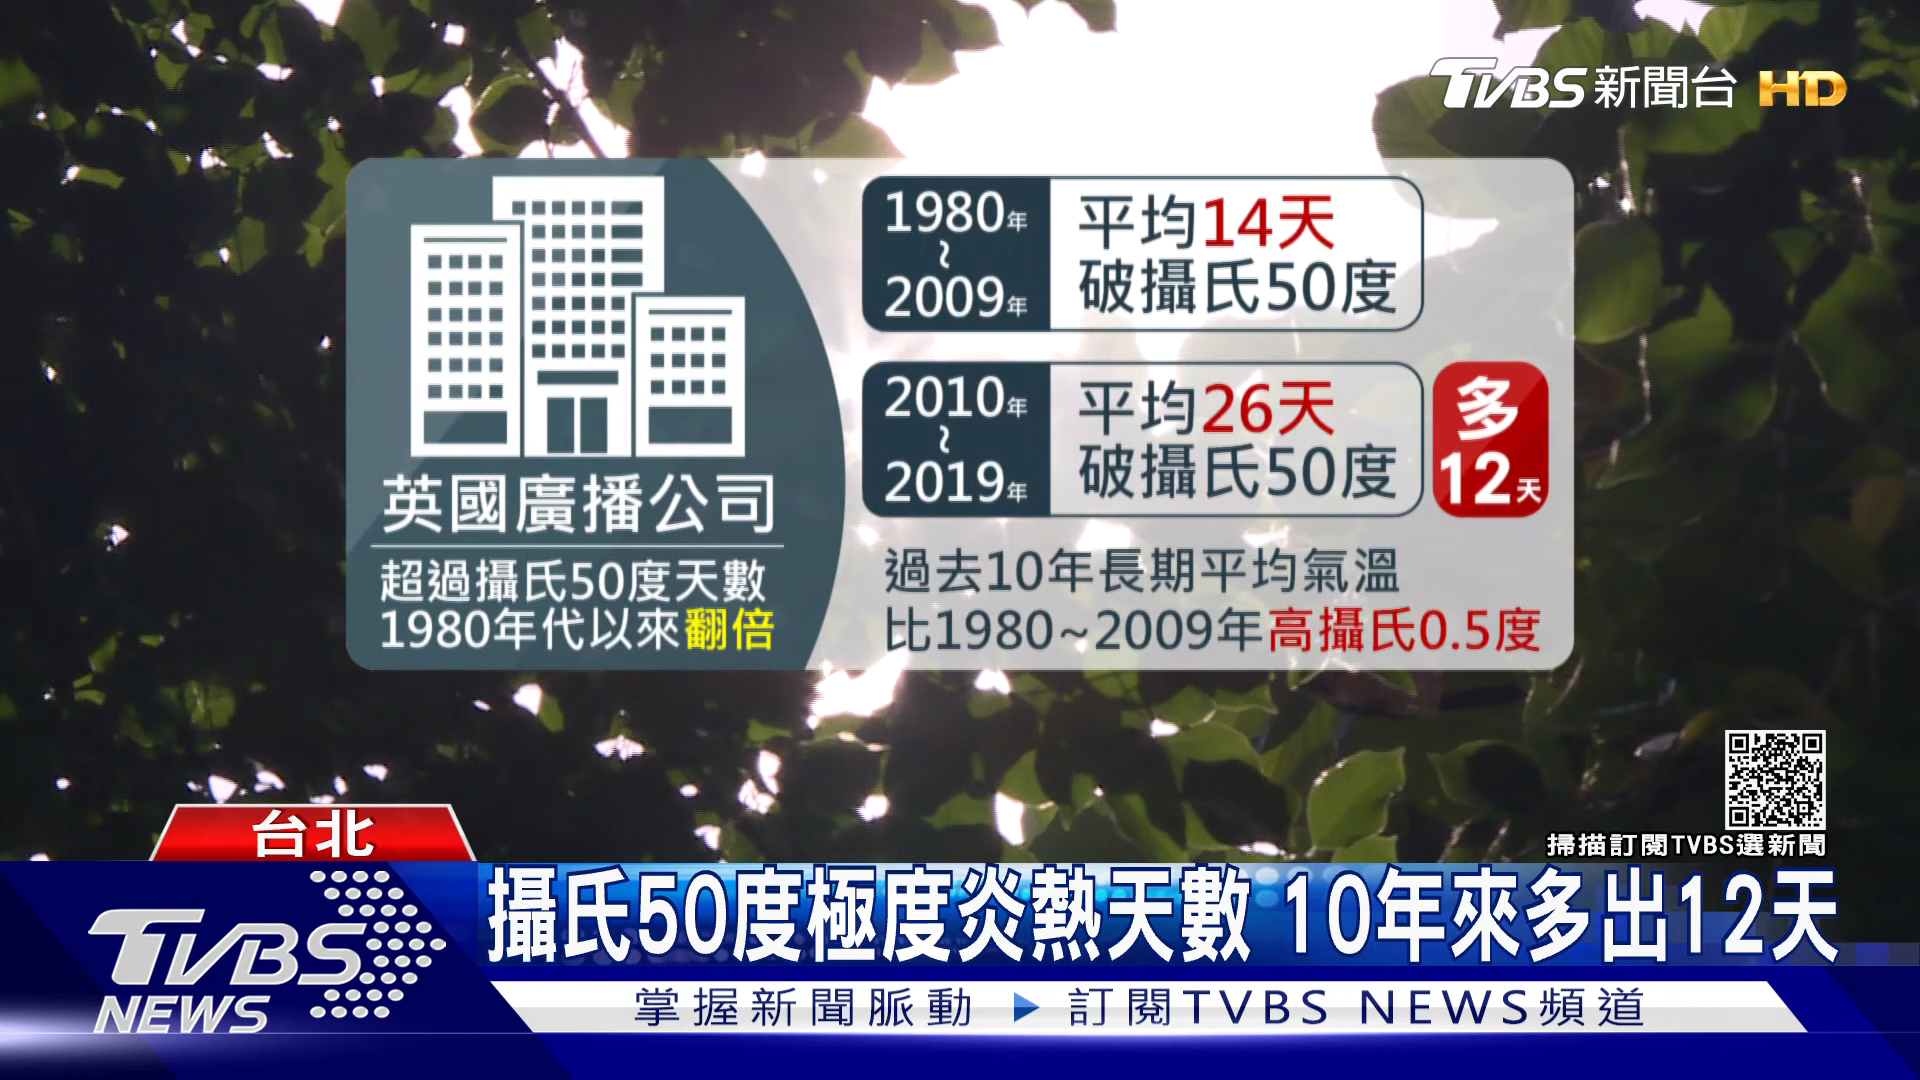 TVBS新聞台 HD
1980年
~
2009年
平均14天
破攝氏50度
2010年
~
2019年
平均26天
破攝氏50度
多
12天
英國廣播公司
超過攝氏50度天數
1980年代以來翻倍
過去10年長期平均氣溫
比1980~2009年高攝氏0.5度
掃描訂閱TVBS選新聞
台北
攝氏50度極度炎熱天數 10年來多出12天
TVBS
NEWS
掌握新聞脈動 ▶ 訂閱TVBS NEWS頻道